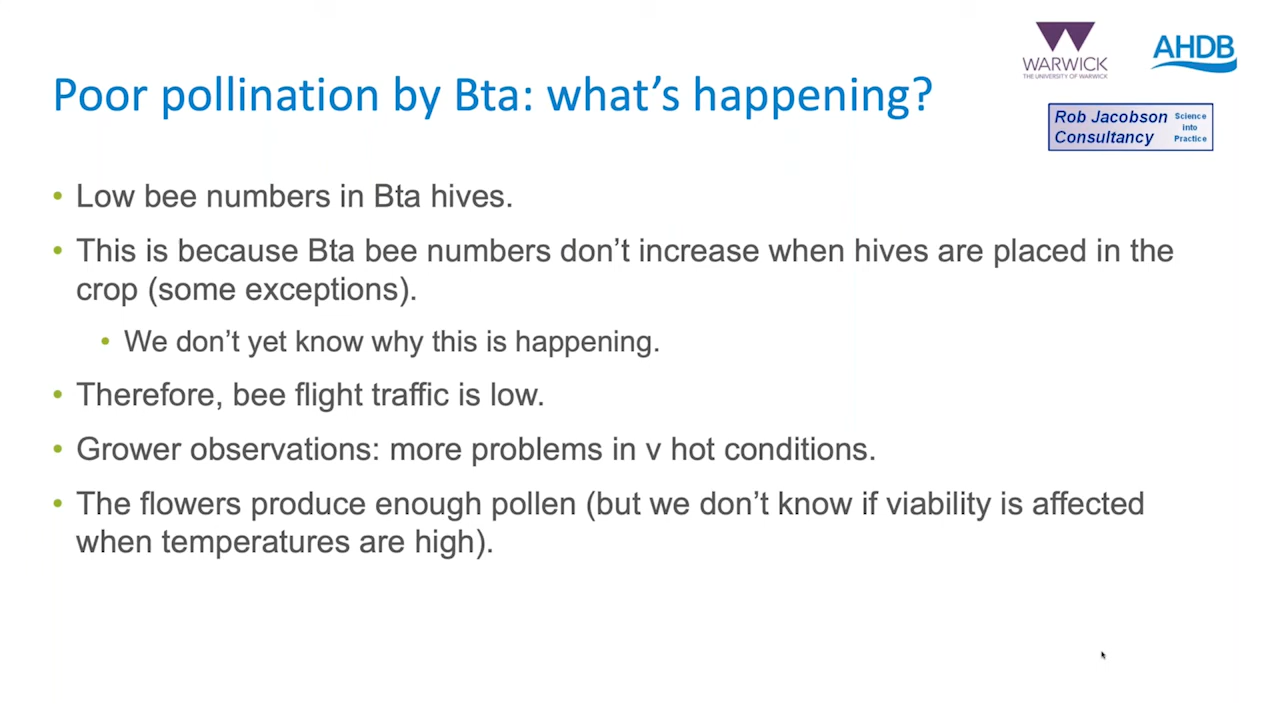 WARWICK
THE UNIVERSITY OF WARWICK
AHDB
Poor pollination by Bta: what's happening?
Rob Jacobson
Consultancy
Science
into
Practice
• Low bee numbers in Bta hives.
• This is because Bta bee numbers don't increase when hives are placed in the
crop (some exceptions).
• We don't yet know why this is happening.
• Therefore, bee flight traffic is low.
• Grower observations: more problems in v hot conditions.
• The flowers produce enough pollen (but we don't know if viability is affected
when temperatures are high).